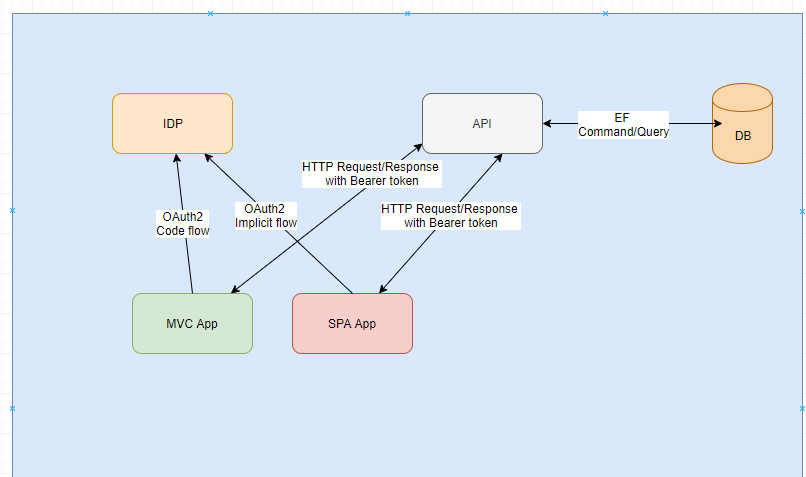 IDP
API
EF
Command/Query
DB
HTTP Request/Response
with Bearer token
OAuth2
Code flow
OAuth2
Implicit flow
HTTP Request/Response
with Bearer token
MVC App
SPA App